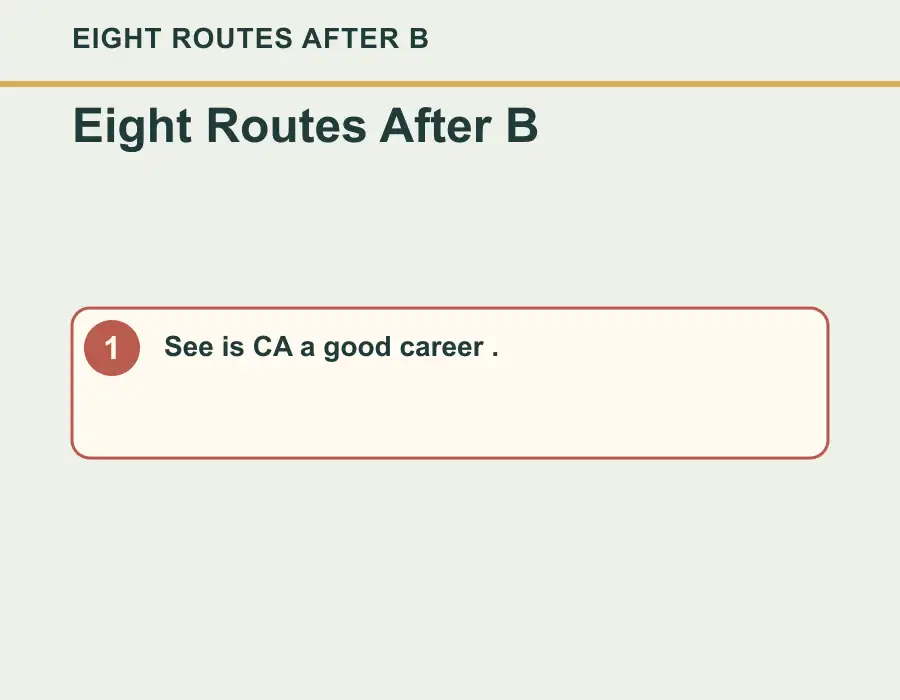 EIGHT ROUTES AFTER B
Eight Routes After B
1 See is CA a good career .